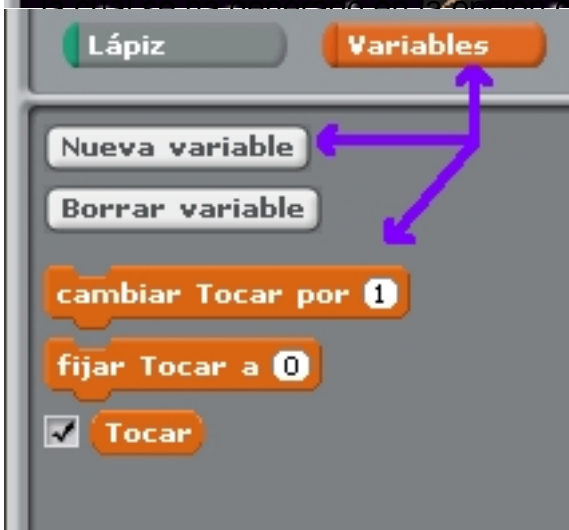 Lápiz Variables
Nueva variable
Borrar variable
cambiar Tocar por 1
fijar Tocar a 0
Tocar